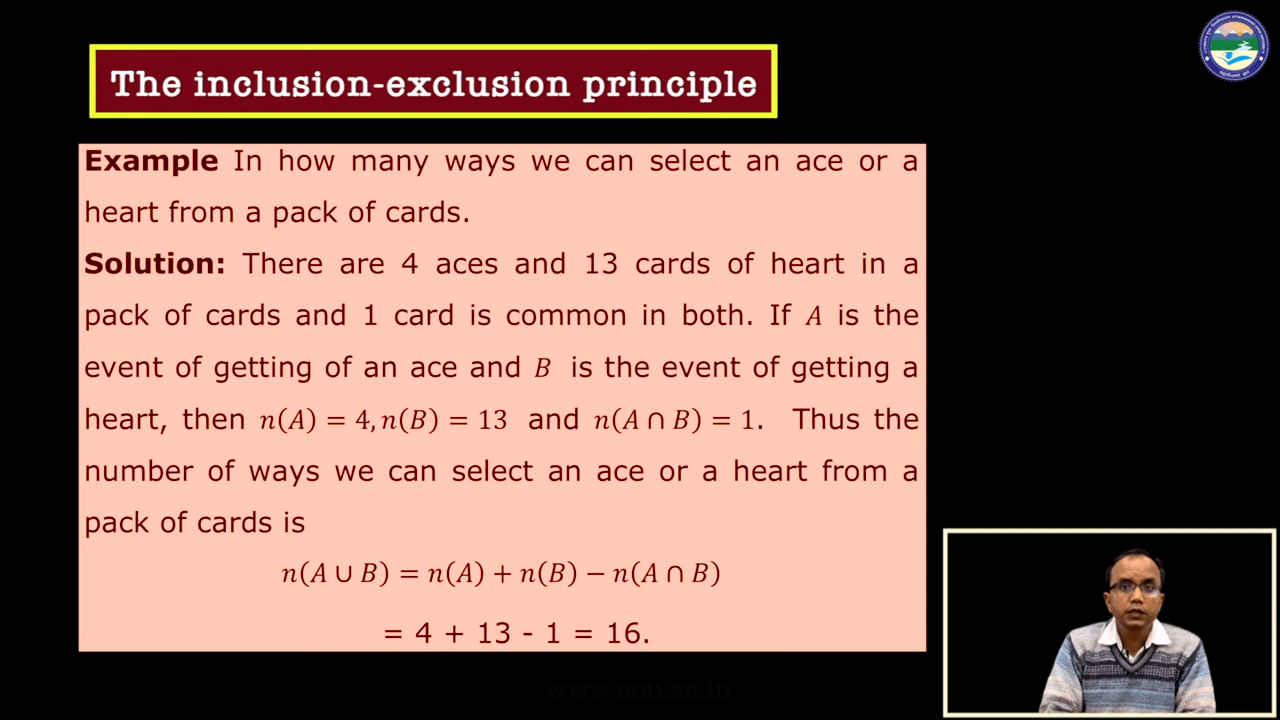 The inclusion-exclusion principle
Example In how many ways we can select an ace or a
heart from a pack of cards.
Solution: There are 4 aces and 13 cards of heart in a
pack of cards and 1 card is common in both. If A is the
event of getting of an ace and B is the event of getting a
heart, then n(A) = 4, n(B) = 13 and n(A ∩ B) = 1. Thus the
number of ways we can select an ace or a heart from a
pack of cards is
n(A ∪ B) = n(A) + n(B) − n(A ∩ B)
= 4 + 13 - 1 = 16.
www.uou.ac.in